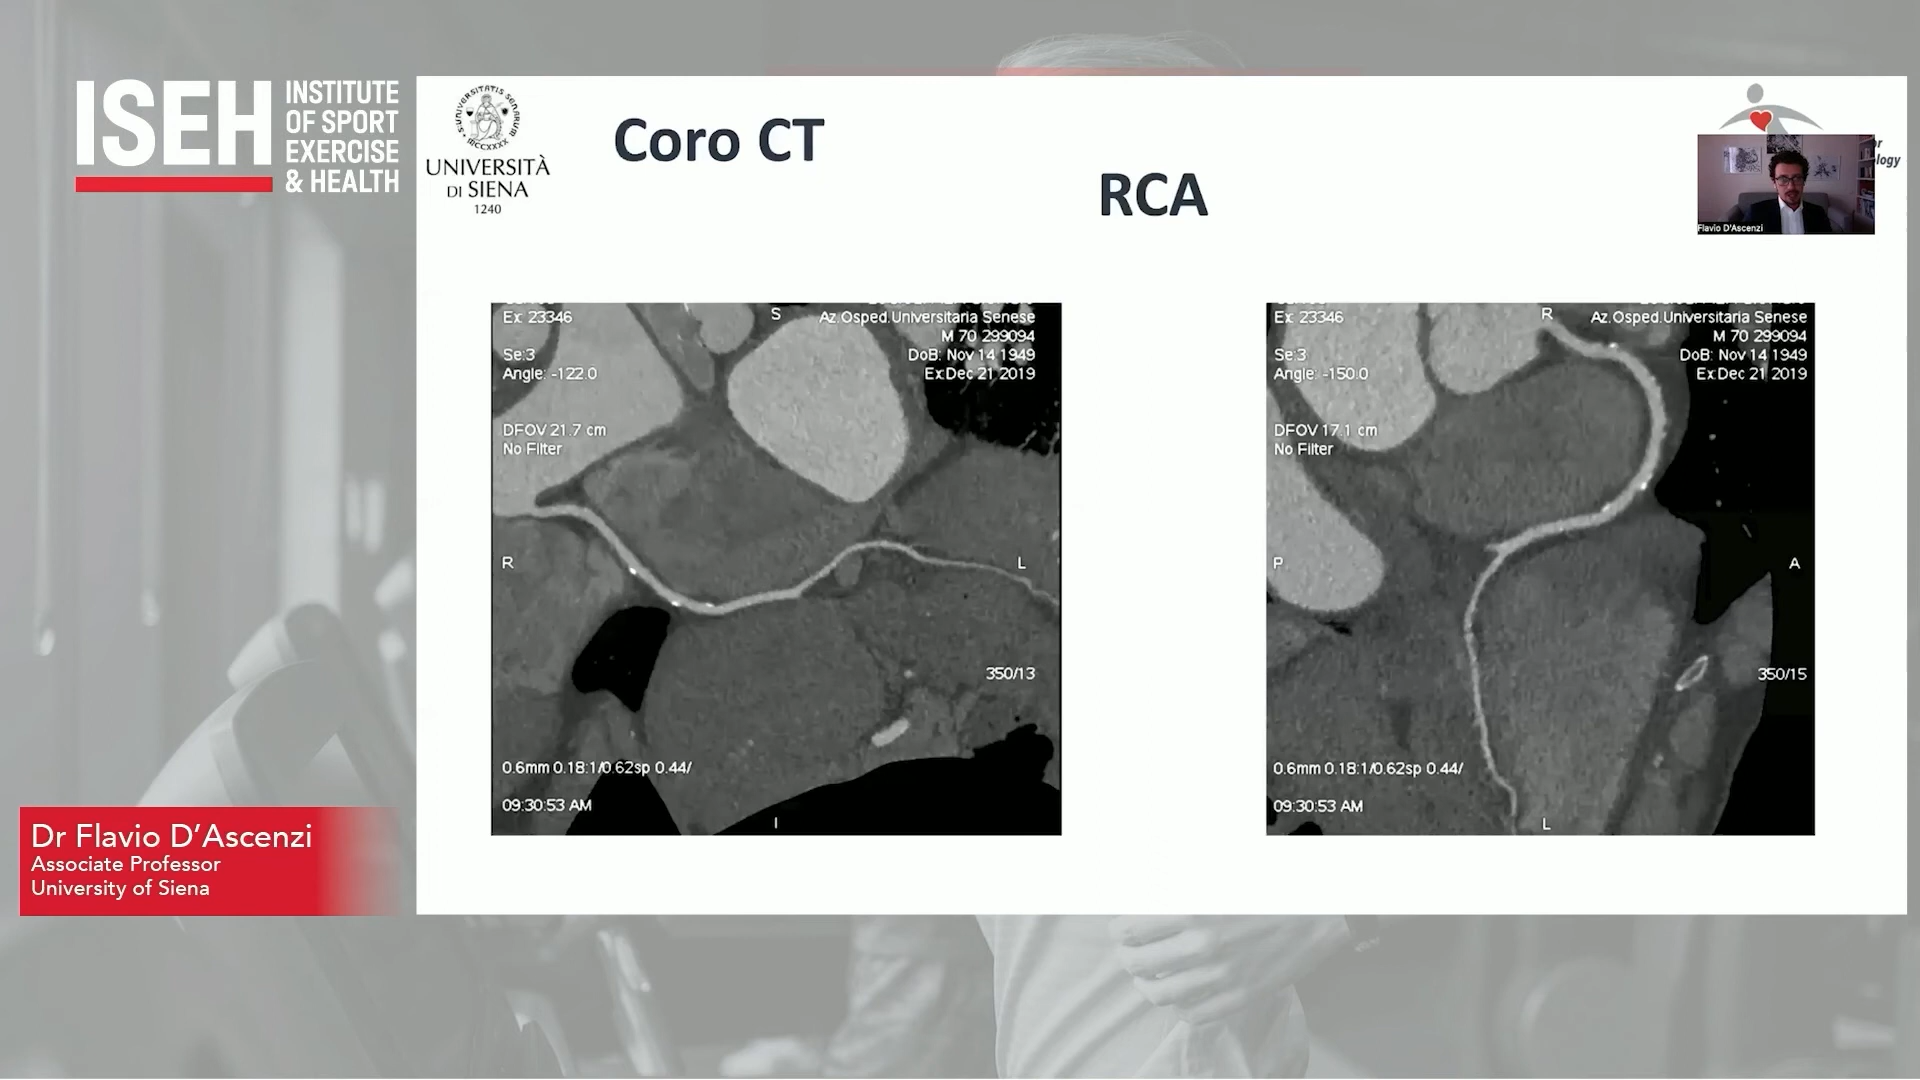 ISEH
INSTITUTE
OF SPORT
EXERCISE
& HEALTH
UNIVERSITÀ
DI SIENA
1240
Coro CT
RCA
logy
Flavio D'Ascenzi
Ex: 23346
Se:3
Angle: -122.0
DFOV 21.7 cm
No Filter
S
Az.Osped.Universitaria Senese
M 70 299094
DoB: Nov 14 1949
Ex:Dec 21 2019
R
L
350/13
0.6mm 0.18:1/0.62sp 0.44/
09:30:53 AM
I
Ex: 23346
Se:3
Angle: -150.0
DFOV 17.1 cm
No Filter
R
Az.Osped.Universitaria Senese
M 70 299094
DoB: Nov 14 1949
Ex:Dec 21 2019
P
A
350/15
0.6mm 0.18:1/0.62sp 0.44/
09:30:53 AM
L
Dr Flavio D'Ascenzi
Associate Professor
University of Siena